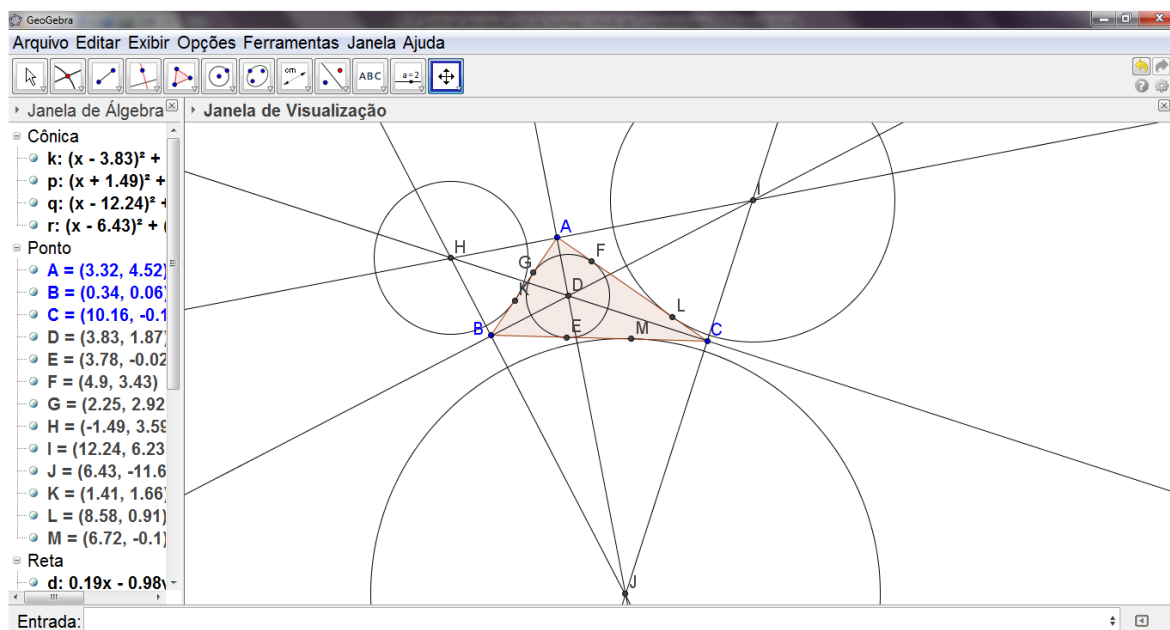 GeoGebra
Arquivo Editar Exibir Opções Ferramentas Janela Ajuda
cm
ABC
a=2
Janela de Álgebra
Janela de Visualização
Cônica
k: (x - 3.83)² +
p: (x + 1.49)² +
q: (x - 12.24)² +
r: (x - 6.43)² + (
Ponto
A = (3.32, 4.52)
B = (0.34, 0.06)
C = (10.16, -0.1
D = (3.83, 1.87)
E = (3.78, -0.02
F = (4.9, 3.43)
G = (2.25, 2.92
H = (-1.49, 3.59
I = (12.24, 6.23
J = (6.43, -11.6
K = (1.41, 1.66)
L = (8.58, 0.91)
M = (6.72, -0.1)
Reta
d: 0.19x - 0.98y
Entrada:
I
A
H
F
G
D
K
L
B
E
M
C
J